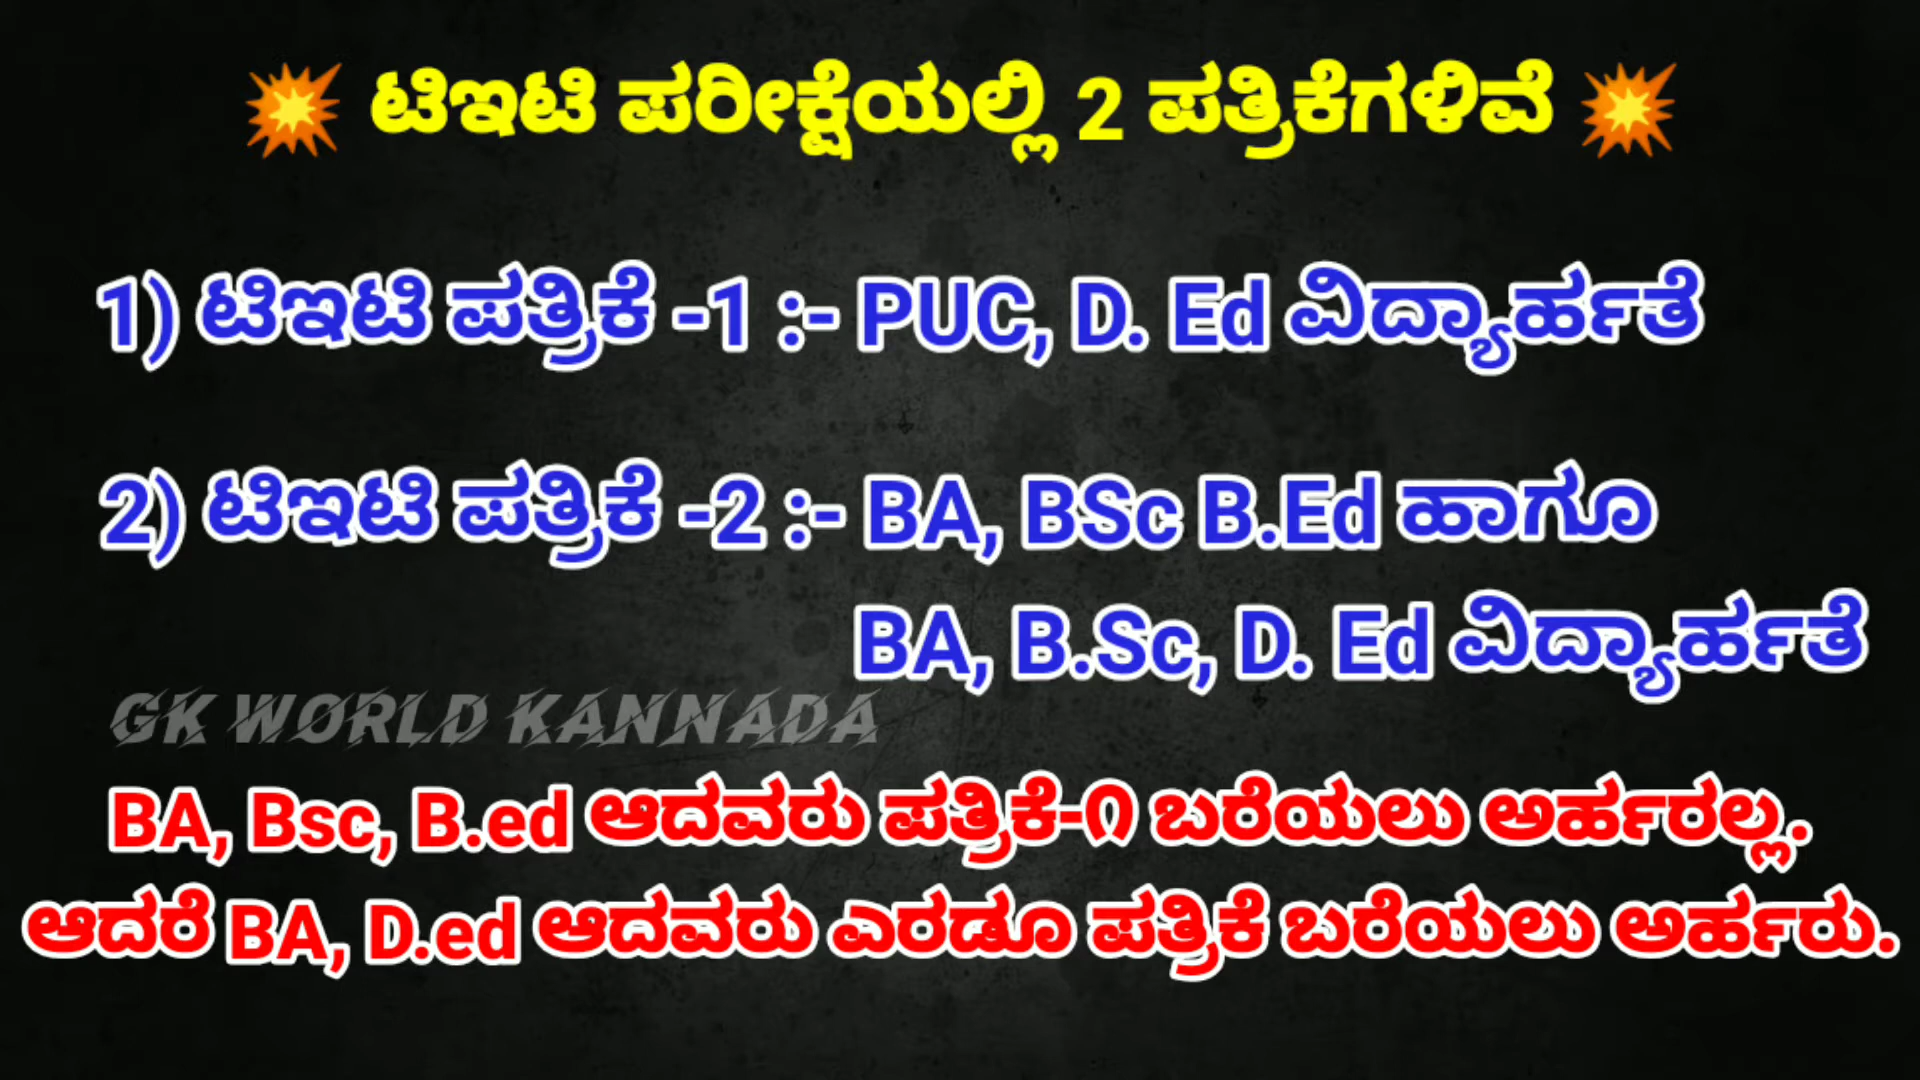 💥 ಟಿಇಟಿ ಪರೀಕ್ಷೆಯಲ್ಲಿ 2 ಪತ್ರಿಕೆಗಳಿವೆ 💥
1) ಟಿಇಟಿ ಪತ್ರಿಕೆ -1 :- PUC, D. Ed ವಿದ್ಯಾರ್ಹತೆ
2) ಟಿಇಟಿ ಪತ್ರಿಕೆ -2 :- BA, BSc B.Ed ಹಾಗೂ
BA, B.Sc, D. Ed ವಿದ್ಯಾರ್ಹತೆ
GK WORLD KANNADA
BA, Bsc, B.ed ಆದವರು ಪತ್ರಿಕೆ-೧ ಬರೆಯಲು ಅರ್ಹರಲ್ಲ.
ಆದರೆ BA, D.ed ಆದವರು ಎರಡೂ ಪತ್ರಿಕೆ ಬರೆಯಲು ಅರ್ಹರು.